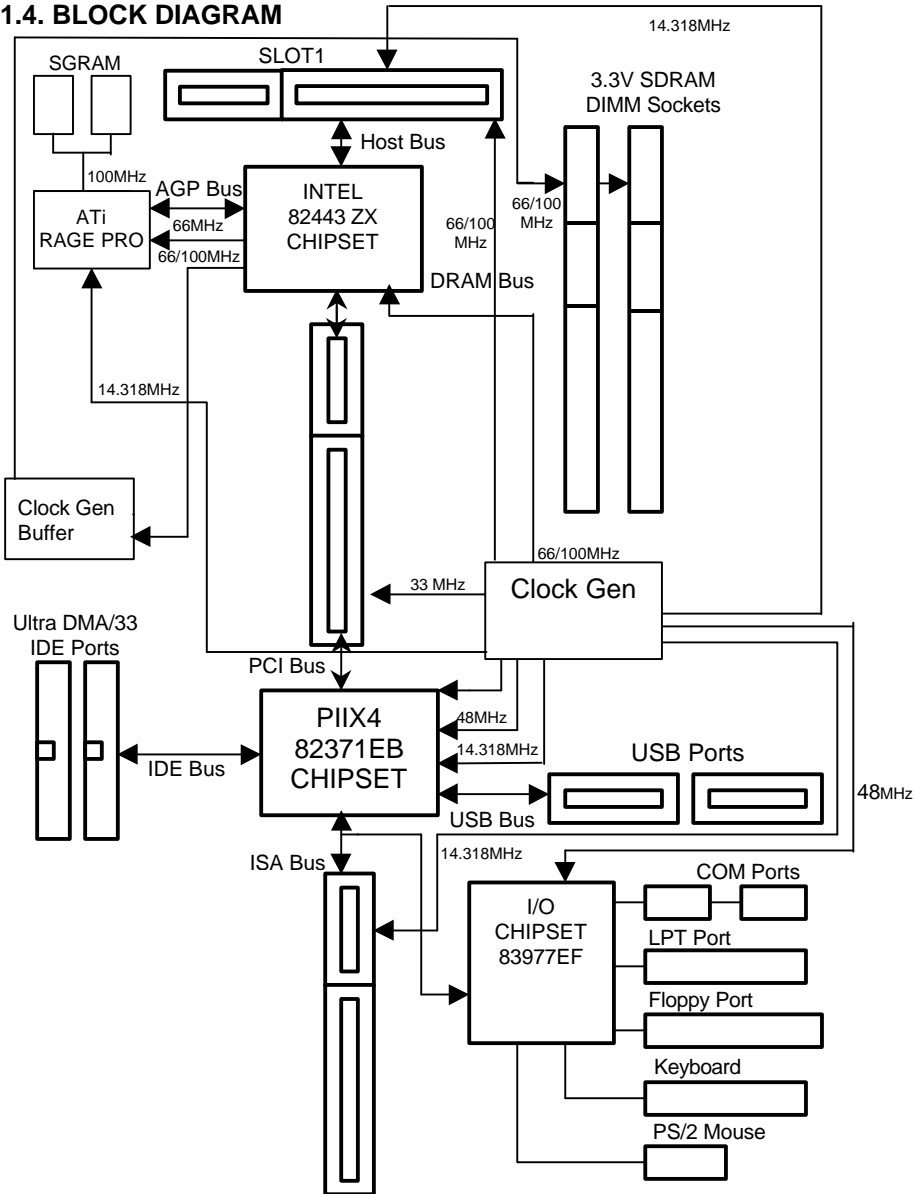 1.4. BLOCK DIAGRAM
14.318MHz
SGRAM
SLOT1
3.3V SDRAM
DIMM Sockets
Host Bus
100MHz
AGP Bus
INTEL
82443 ZX
CHIPSET
ATi
RAGE PRO
66MHz
66/100MHz
66/100
MHz
66/100
MHz
DRAM Bus
14.318MHz
Clock Gen
Buffer
66/100MHz
33 MHz
Clock Gen
Ultra DMA/33
IDE Ports
PCI Bus
PIIX4
82371EB
CHIPSET
48MHz
14.318MHz
IDE Bus
USB Ports
USB Bus
48MHz
ISA Bus
14.318MHz
I/O
CHIPSET
83977EF
COM Ports
LPT Port
Floppy Port
Keyboard
PS/2 Mouse